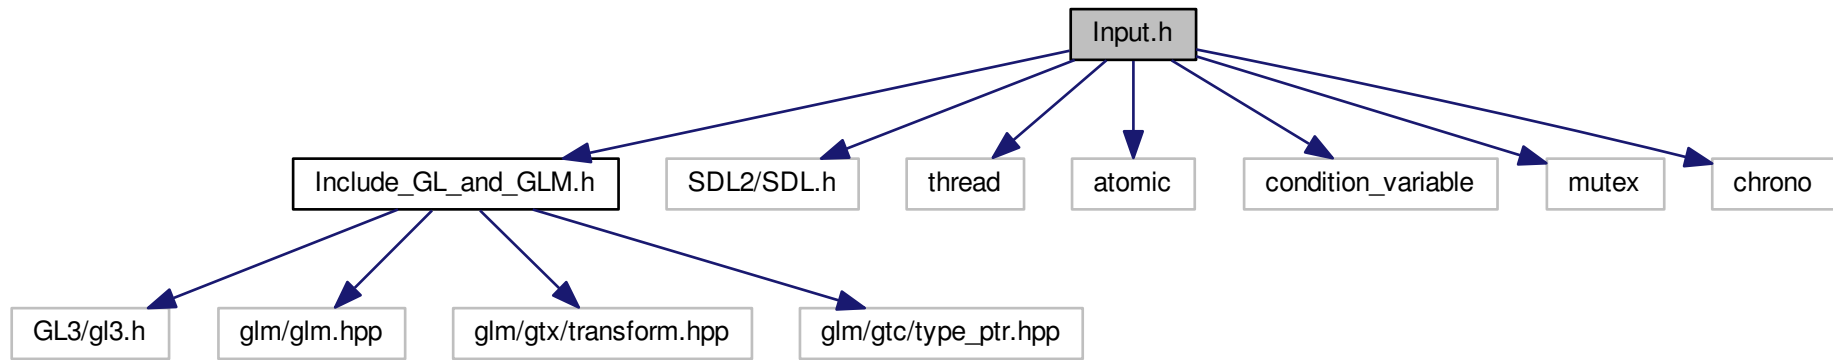 Input.h
Include_GL_and_GLM.h
SDL2/SDL.h
thread
atomic
condition_variable
mutex
chrono
GL3/gl3.h
glm/glm.hpp
glm/gtx/transform.hpp
glm/gtc/type_ptr.hpp